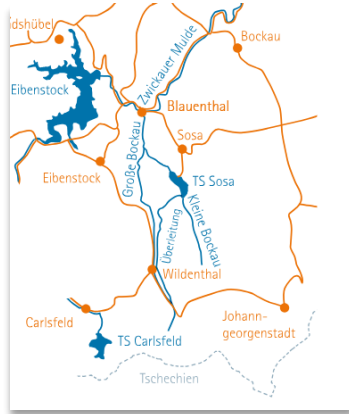 Bockau
Zwickauer Mulde
Eibenstock
Blauenthal
Sosa
Große Bockau
Eibenstock
TS Sosa
Kleine Bockau
Überleitung
Wildenthal
Carlsfeld
Johann-
georgenstadt
TS Carlsfeld
Tschechien